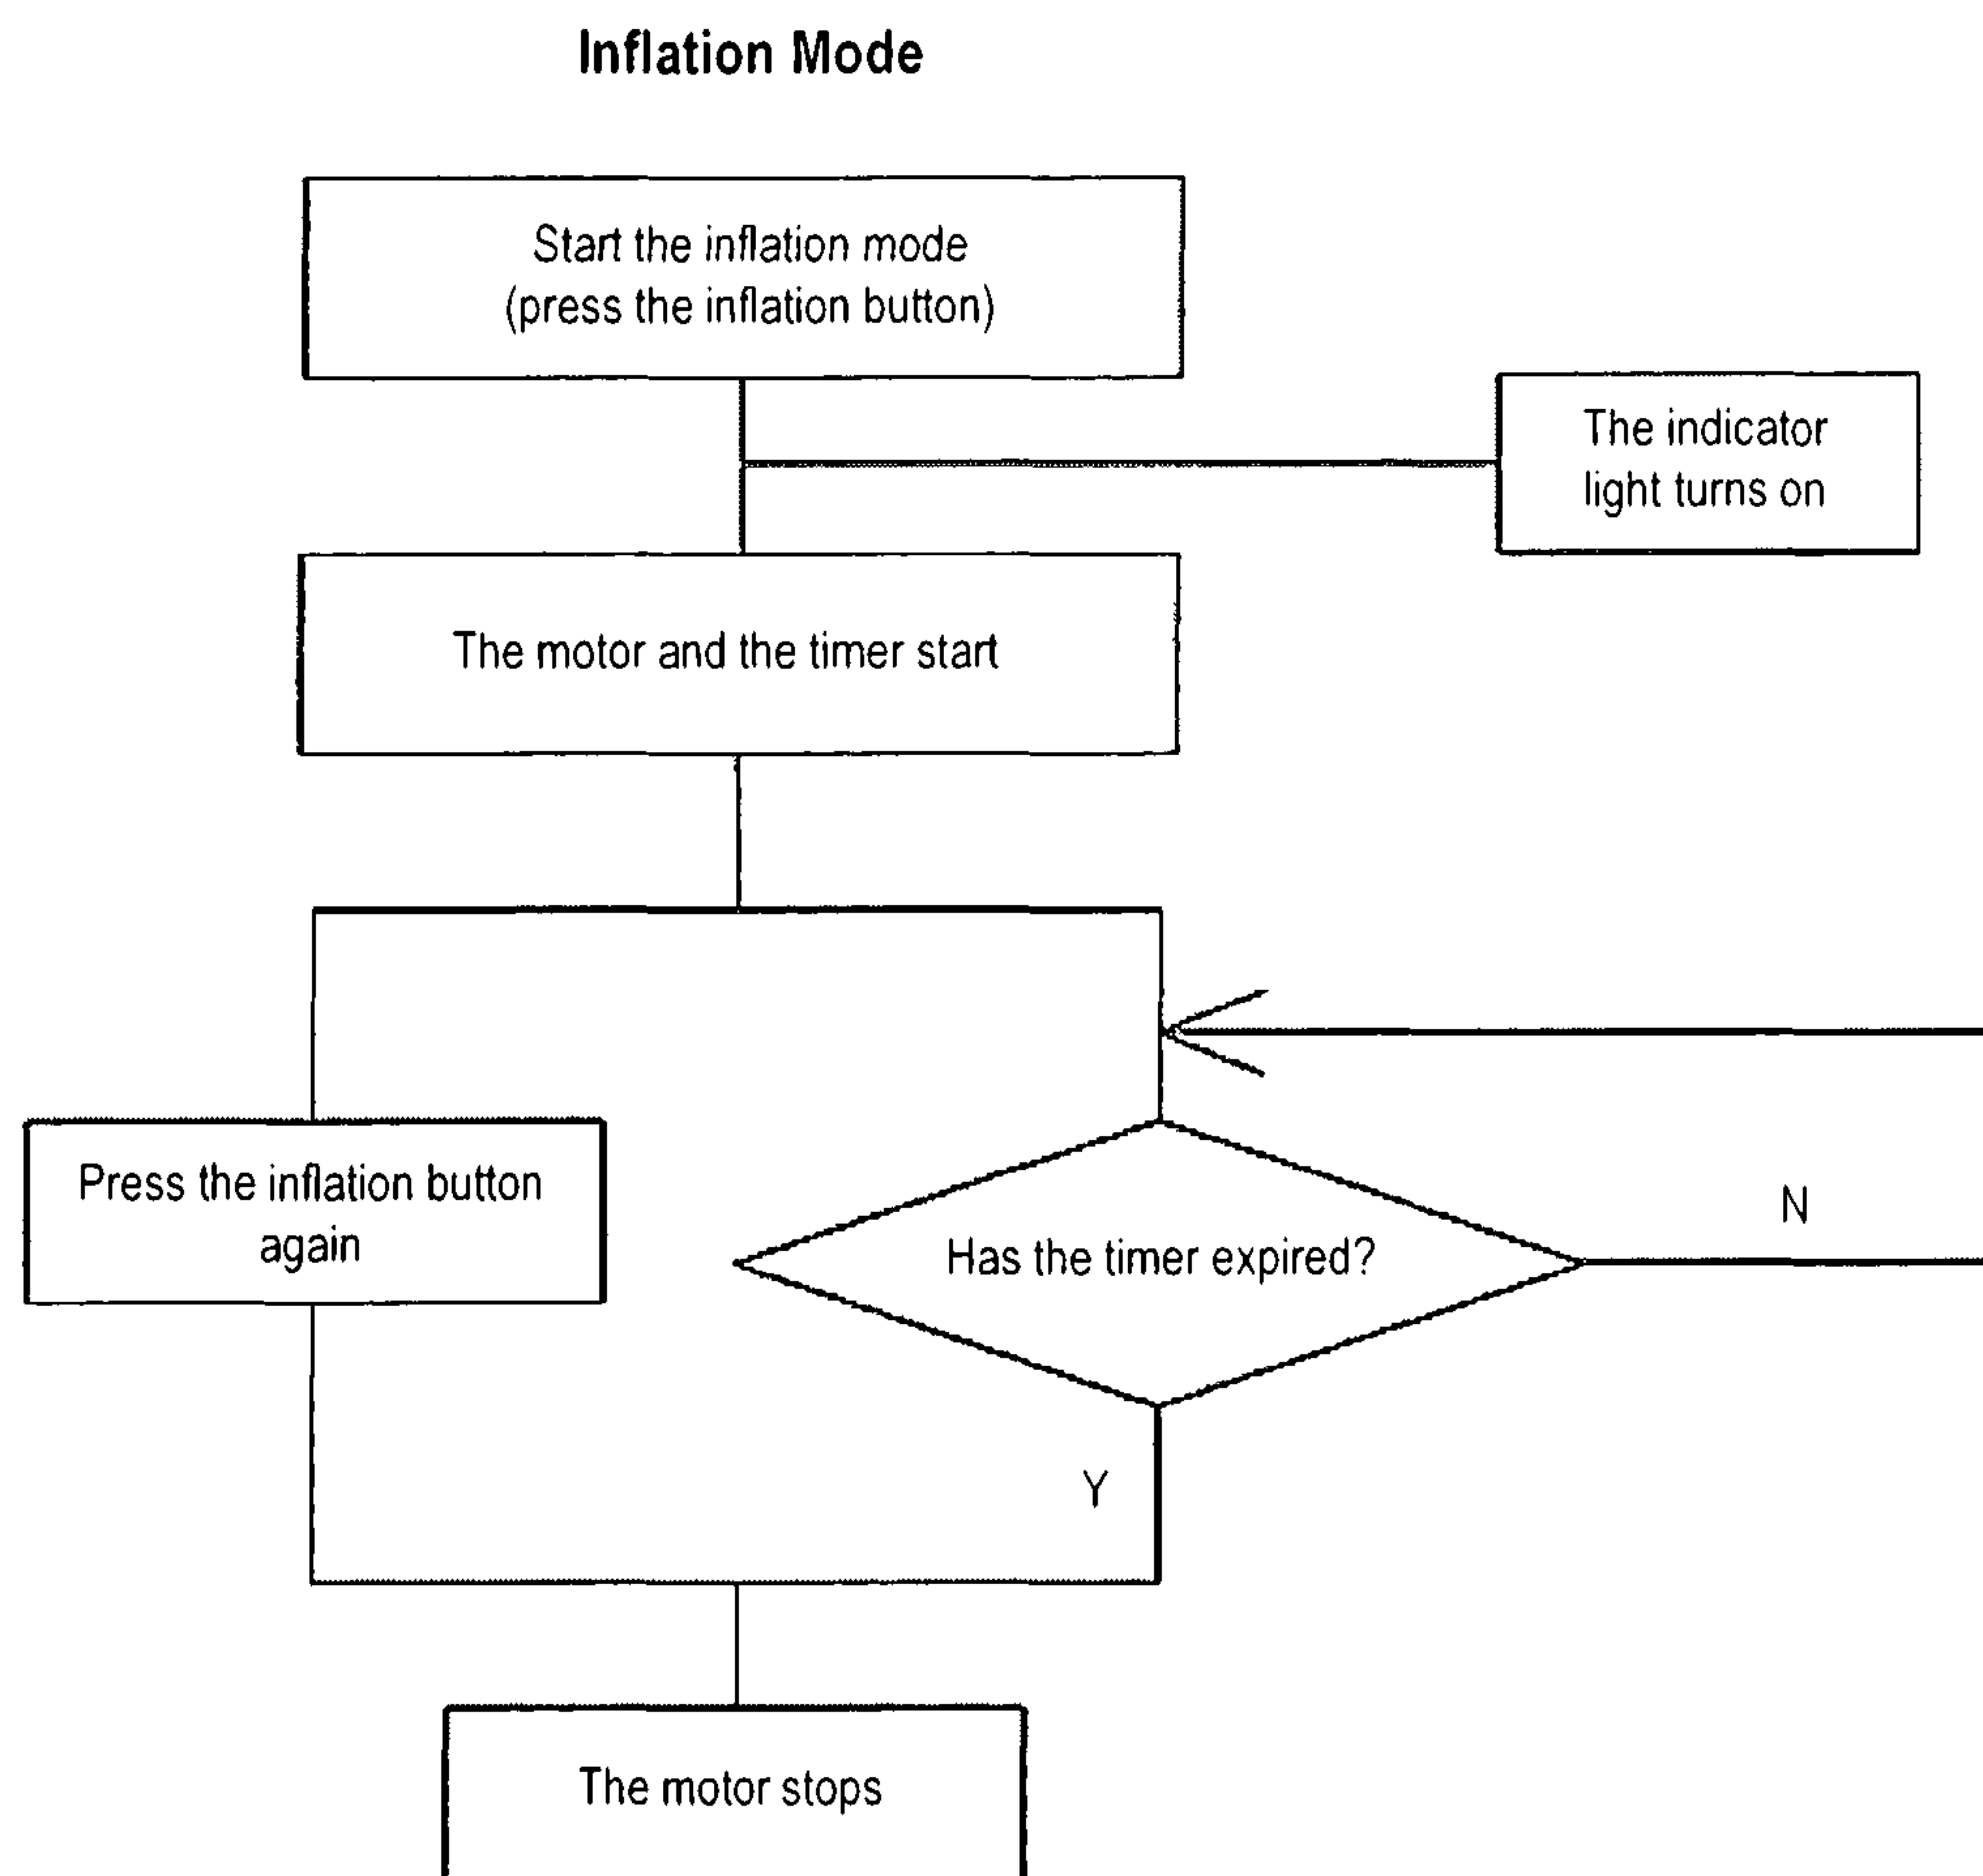 Inflation Mode
Start the inflation mode
(press the inflation button)
The indicator
light turns on
The motor and the timer start
Press the inflation button
again
Has the timer expired?
N
Y
The motor stops